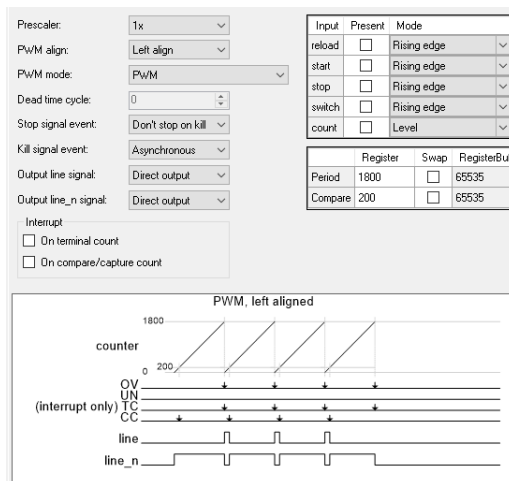 Prescaler: 1x
PWM align: Left align
PWM mode: PWM
Dead time cycle: 0
Stop signal event: Don't stop on kill
Kill signal event: Asynchronous
Output line signal: Direct output
Output line_n signal: Direct output
Interrupt
On terminal count
On compare/capture count
Input Present Mode
reload Rising edge
start Rising edge
stop Rising edge
switch Rising edge
count Level
Register Swap RegisterBu
Period 1800 65535
Compare 200 65535
PWM, left aligned
1800
counter
200
0
OV
UN
(interrupt only) TC
CC
line
line_n